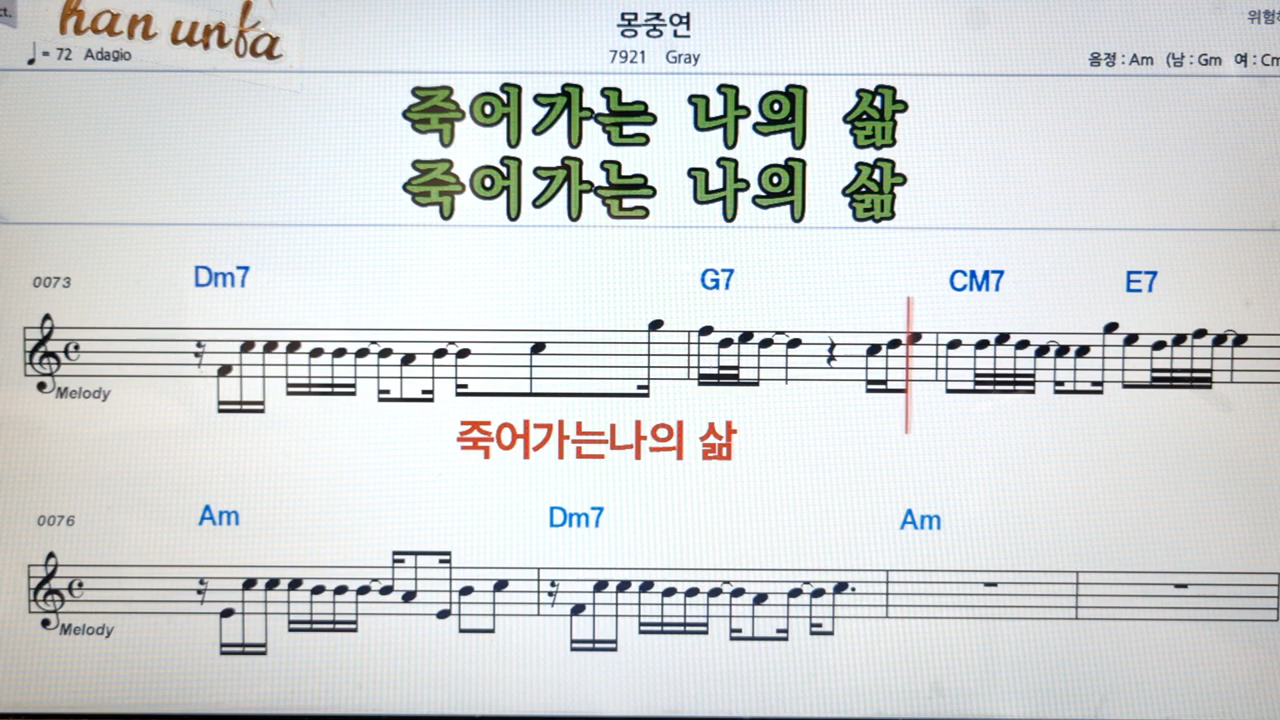 han unfa
몽중연
위험
♩= 72 Adagio
7921 Gray
음정 : Am (남 : Gm 여 : Cm
죽어가는 나의 삶
죽어가는 나의 삶
0073 Dm7 G7 CM7 E7
Melody
죽어가는나의 삶
0076 Am Dm7 Am
Melody